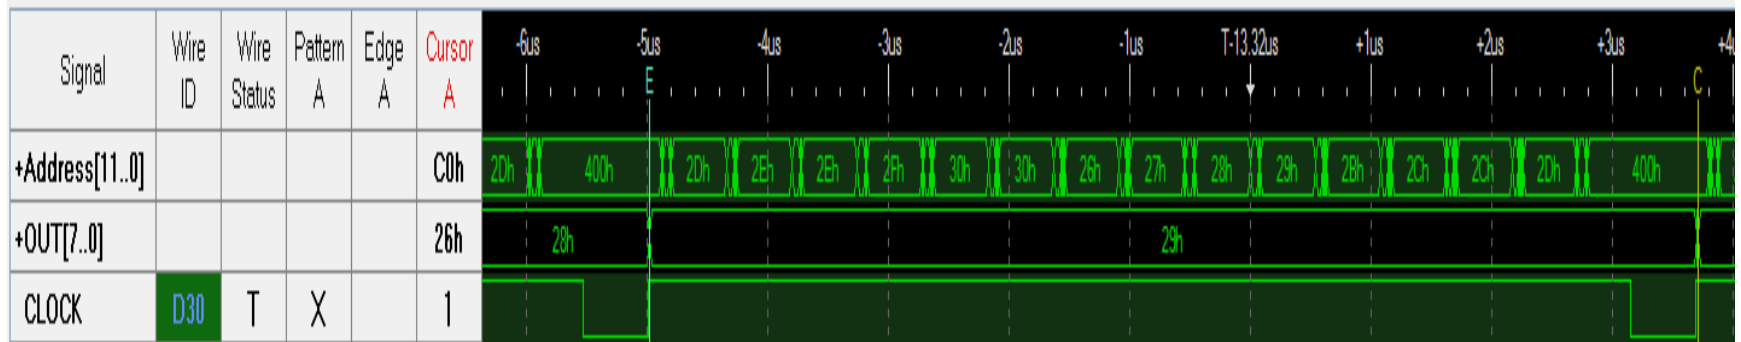 Signal Wire ID Wire Status Pattern A Edge A Cursor A -6us -5us -4us -3us -2us -1us T-13.32us +1us +2us +3us +4u
E C
+Address[11..0] C0h 2Dh 400h 2Dh 2Eh 2Eh 2Fh 30h 30h 26h 27h 28h 29h 2Bh 2Ch 2Ch 2Dh 400h
+OUT[7..0] 26h 28h 29h
CLOCK D30 T X 1